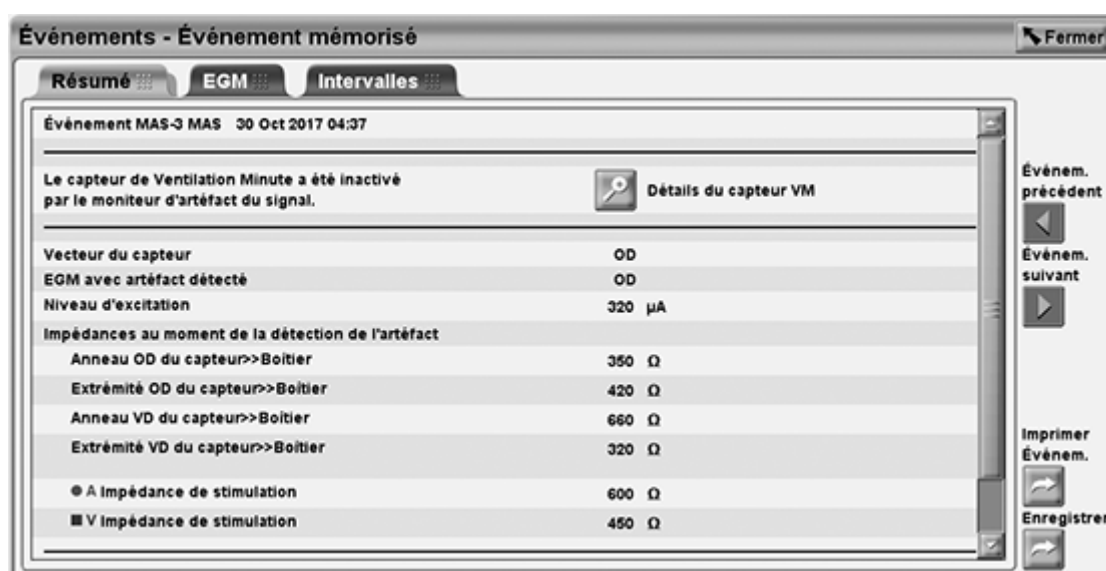 Événements - Événement mémorisé
Fermer
Résumé
EGM
Intervalles
Événement MAS-3 MAS 30 Oct 2017 04:37
Le capteur de Ventilation Minute a été inactivé
par le moniteur d'artéfact du signal.
Détails du capteur VM
Vecteur du capteur OD
EGM avec artéfact détecté OD
Niveau d'excitation 320 µA
Impédances au moment de la détection de l'artéfact
Anneau OD du capteur>>Boîtier 350 Ω
Extrémité OD du capteur>>Boîtier 420 Ω
Anneau VD du capteur>>Boîtier 660 Ω
Extrémité VD du capteur>>Boîtier 320 Ω
A Impédance de stimulation 600 Ω
V Impédance de stimulation 450 Ω
Événem.
précédent
Événem.
suivant
Imprimer
Événem.
Enregistrer